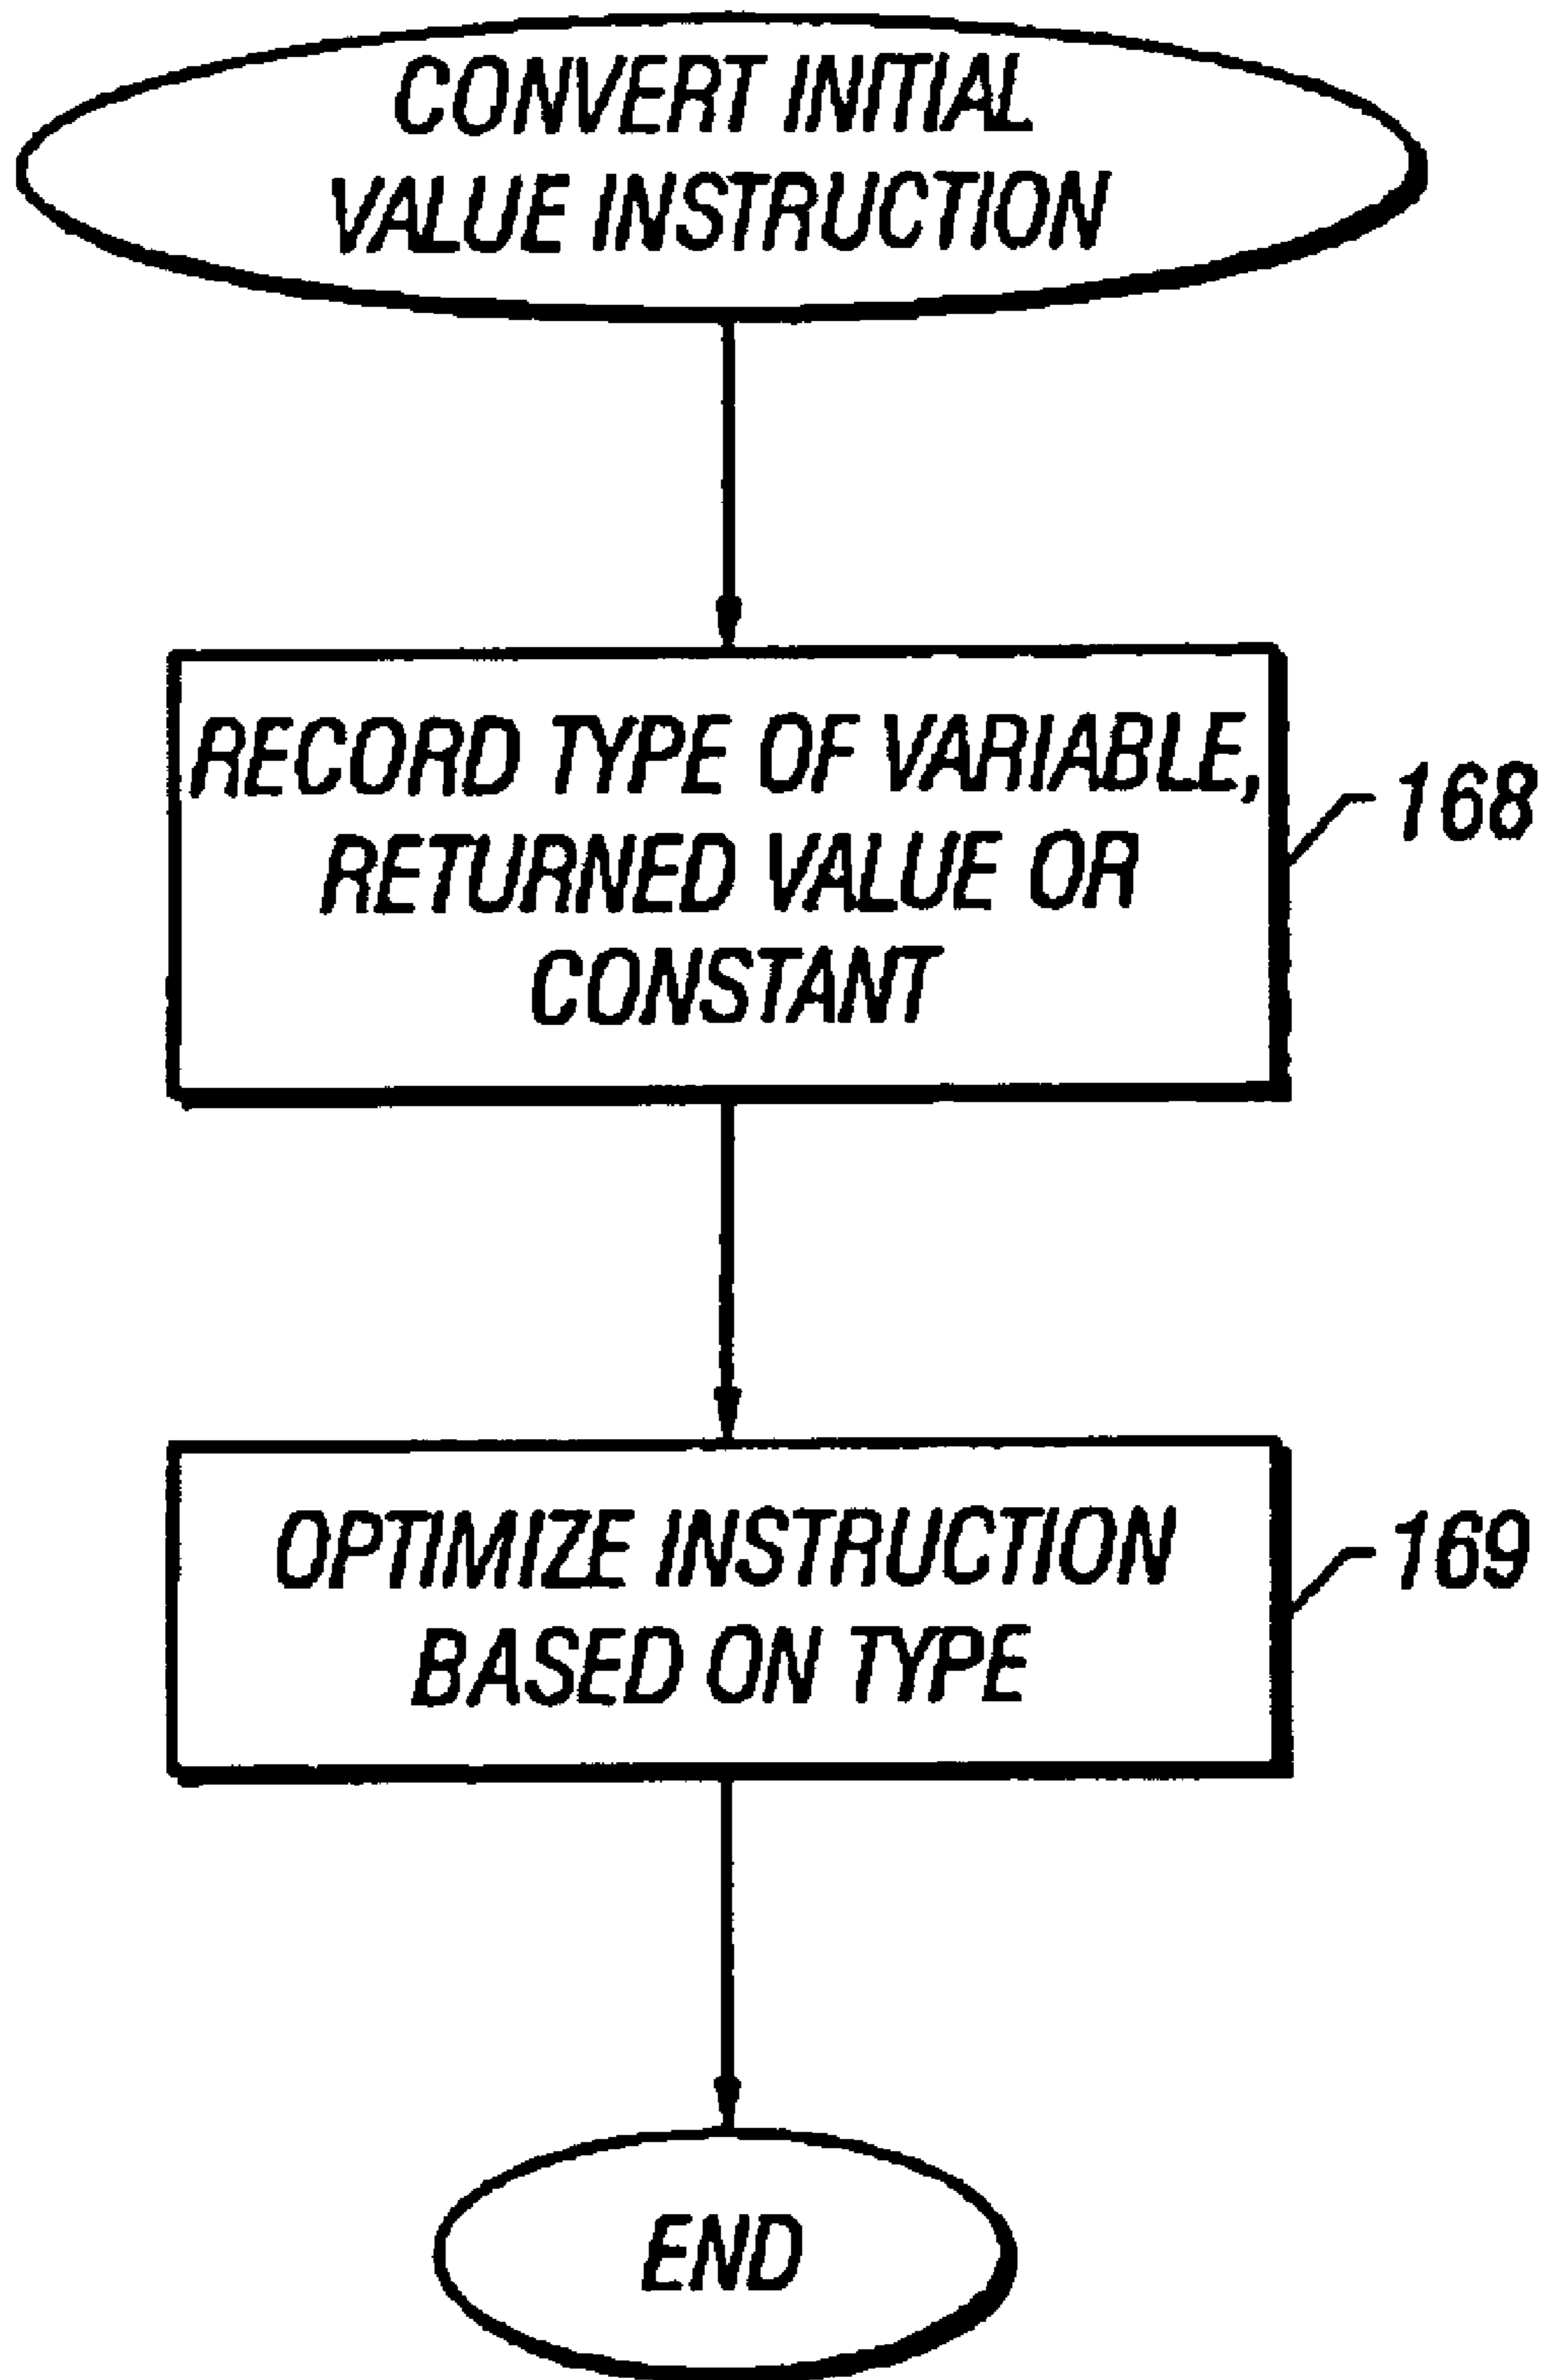 CONVERT INITIAL
VALUE INSTRUCTION
RECORD TYPE OF VARIABLE,
RETURNED VALUE OR
CONSTANT
168
OPTIMIZE INSTRUCTION
BASED ON TYPE
169
END